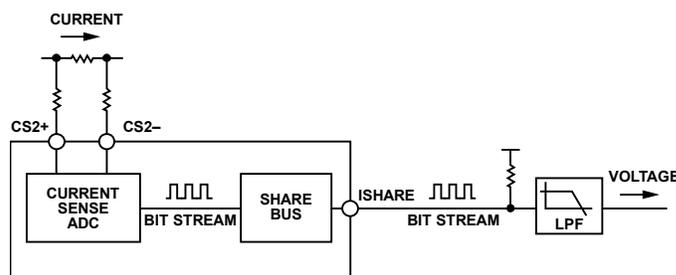 CURRENT
CS2+
CS2–
CURRENT
SENSE
ADC
BIT STREAM
SHARE
BUS
ISHARE
BIT STREAM
LPF
VOLTAGE